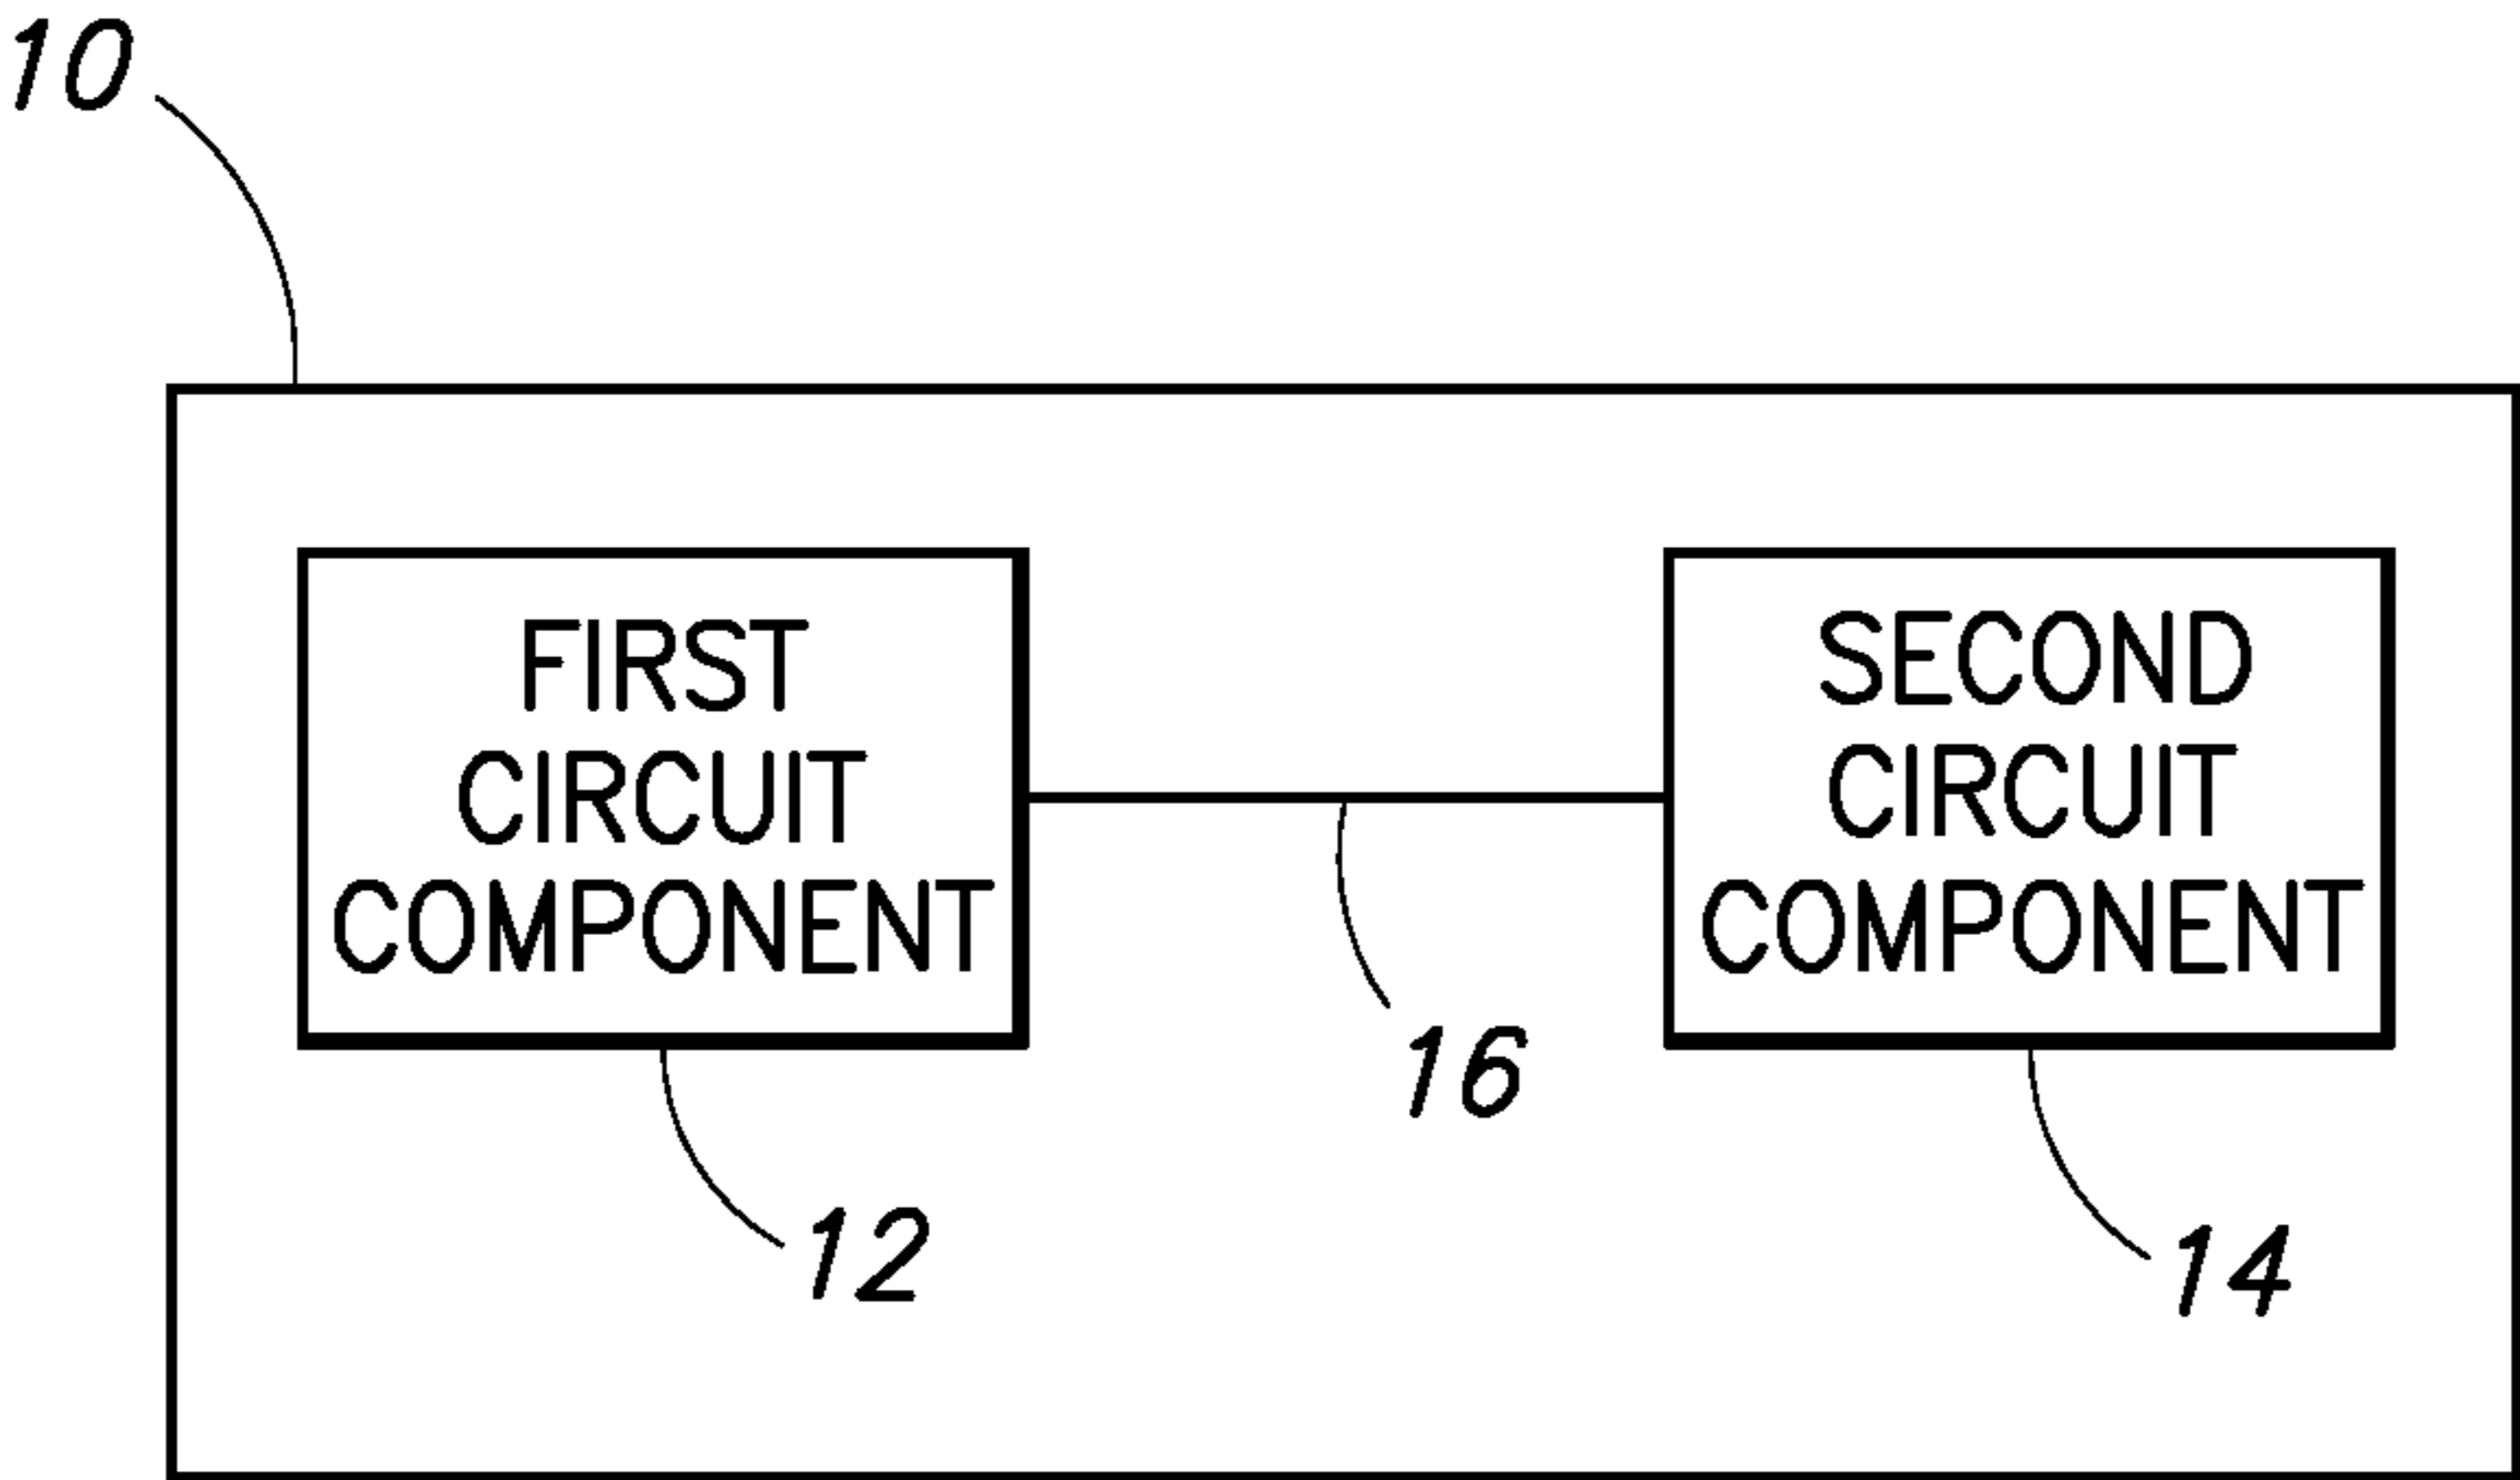 10
FIRST
CIRCUIT
COMPONENT
SECOND
CIRCUIT
COMPONENT
16
12
14